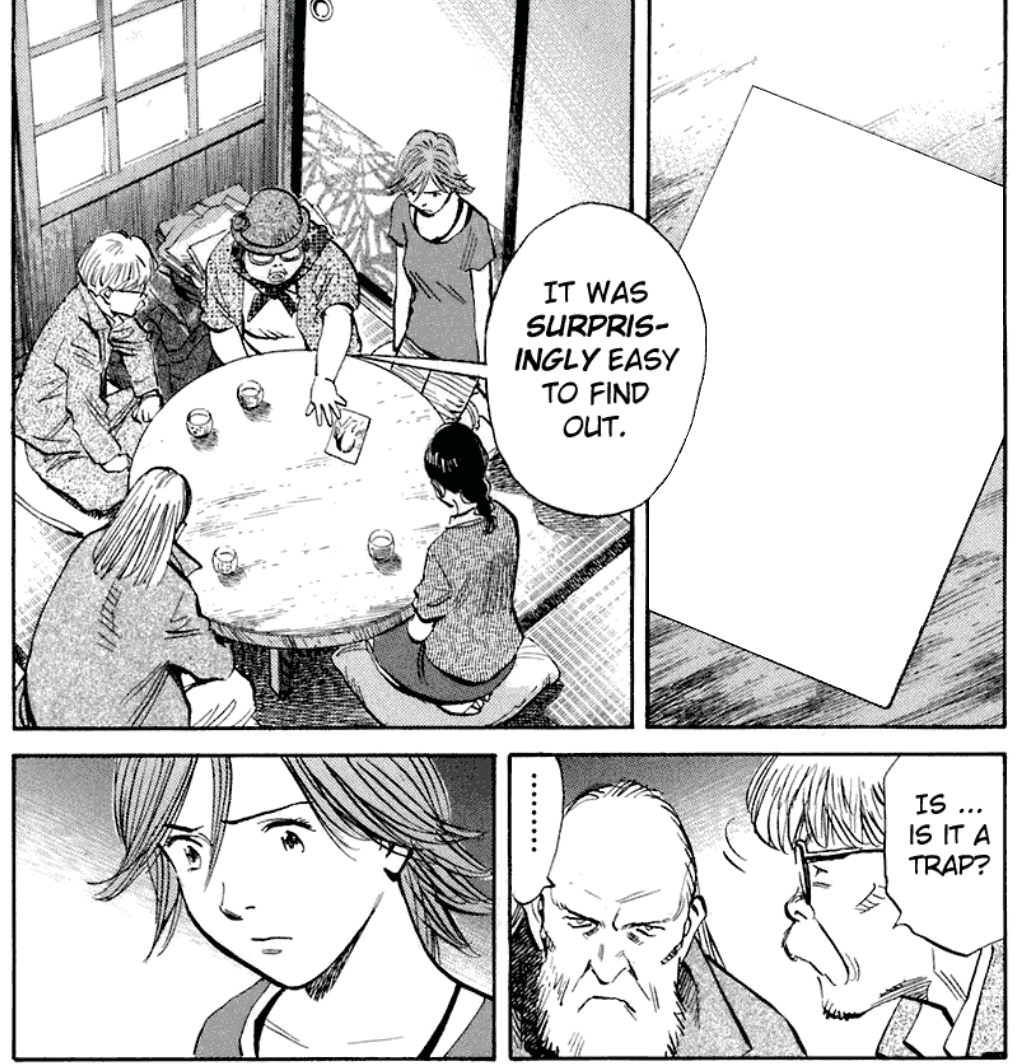 IT WAS
SURPRIS-
INGLY EASY
TO FIND
OUT.
.........
IS ...
IS IT A
TRAP?